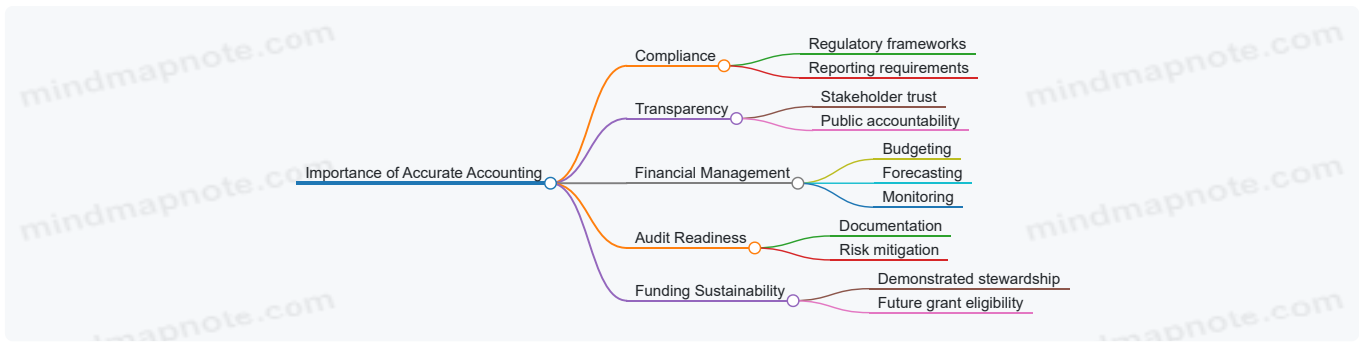 mindmapnote.com
mindmapnote.com
Importance of Accurate Accounting
Compliance
Regulatory frameworks
Reporting requirements
Transparency
Stakeholder trust
Public accountability
Financial Management
Budgeting
Forecasting
Monitoring
Audit Readiness
Documentation
Risk mitigation
Funding Sustainability
Demonstrated stewardship
Future grant eligibility
mindmapnote.com
mindmapnote.com
mindmapnote.com
mindmapnote.com